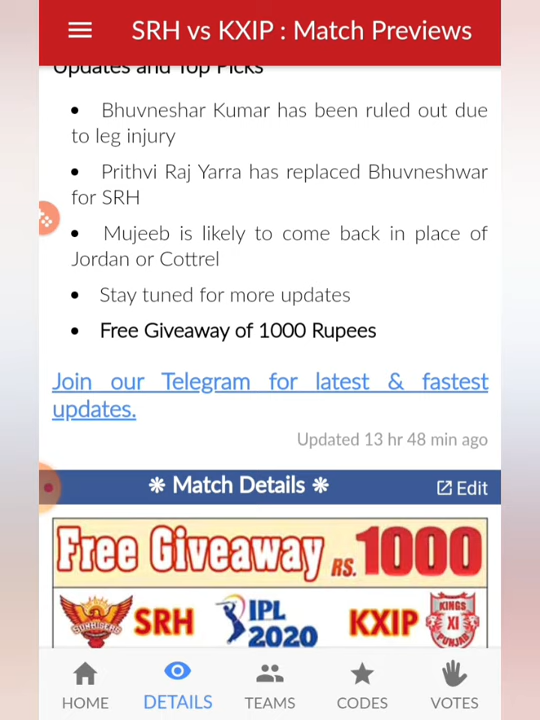 SRH vs KXIP : Match Previews
Updates and Top Picks
• Bhuvneshar Kumar has been ruled out due
to leg injury
• Prithvi Raj Yarra has replaced Bhuvneshwar
for SRH
• Mujeeb is likely to come back in place of
Jordan or Cottrel
• Stay tuned for more updates
• Free Giveaway of 1000 Rupees
Join our Telegram for latest & fastest
updates.
Updated 13 hr 48 min ago
❋ Match Details ❋
Edit
Free Giveaway RS. 1000
SUNRISERS
SRH
IPL
2020
KXIP
KINGS
XI
PUNJAB
HOME
DETAILS
TEAMS
CODES
VOTES